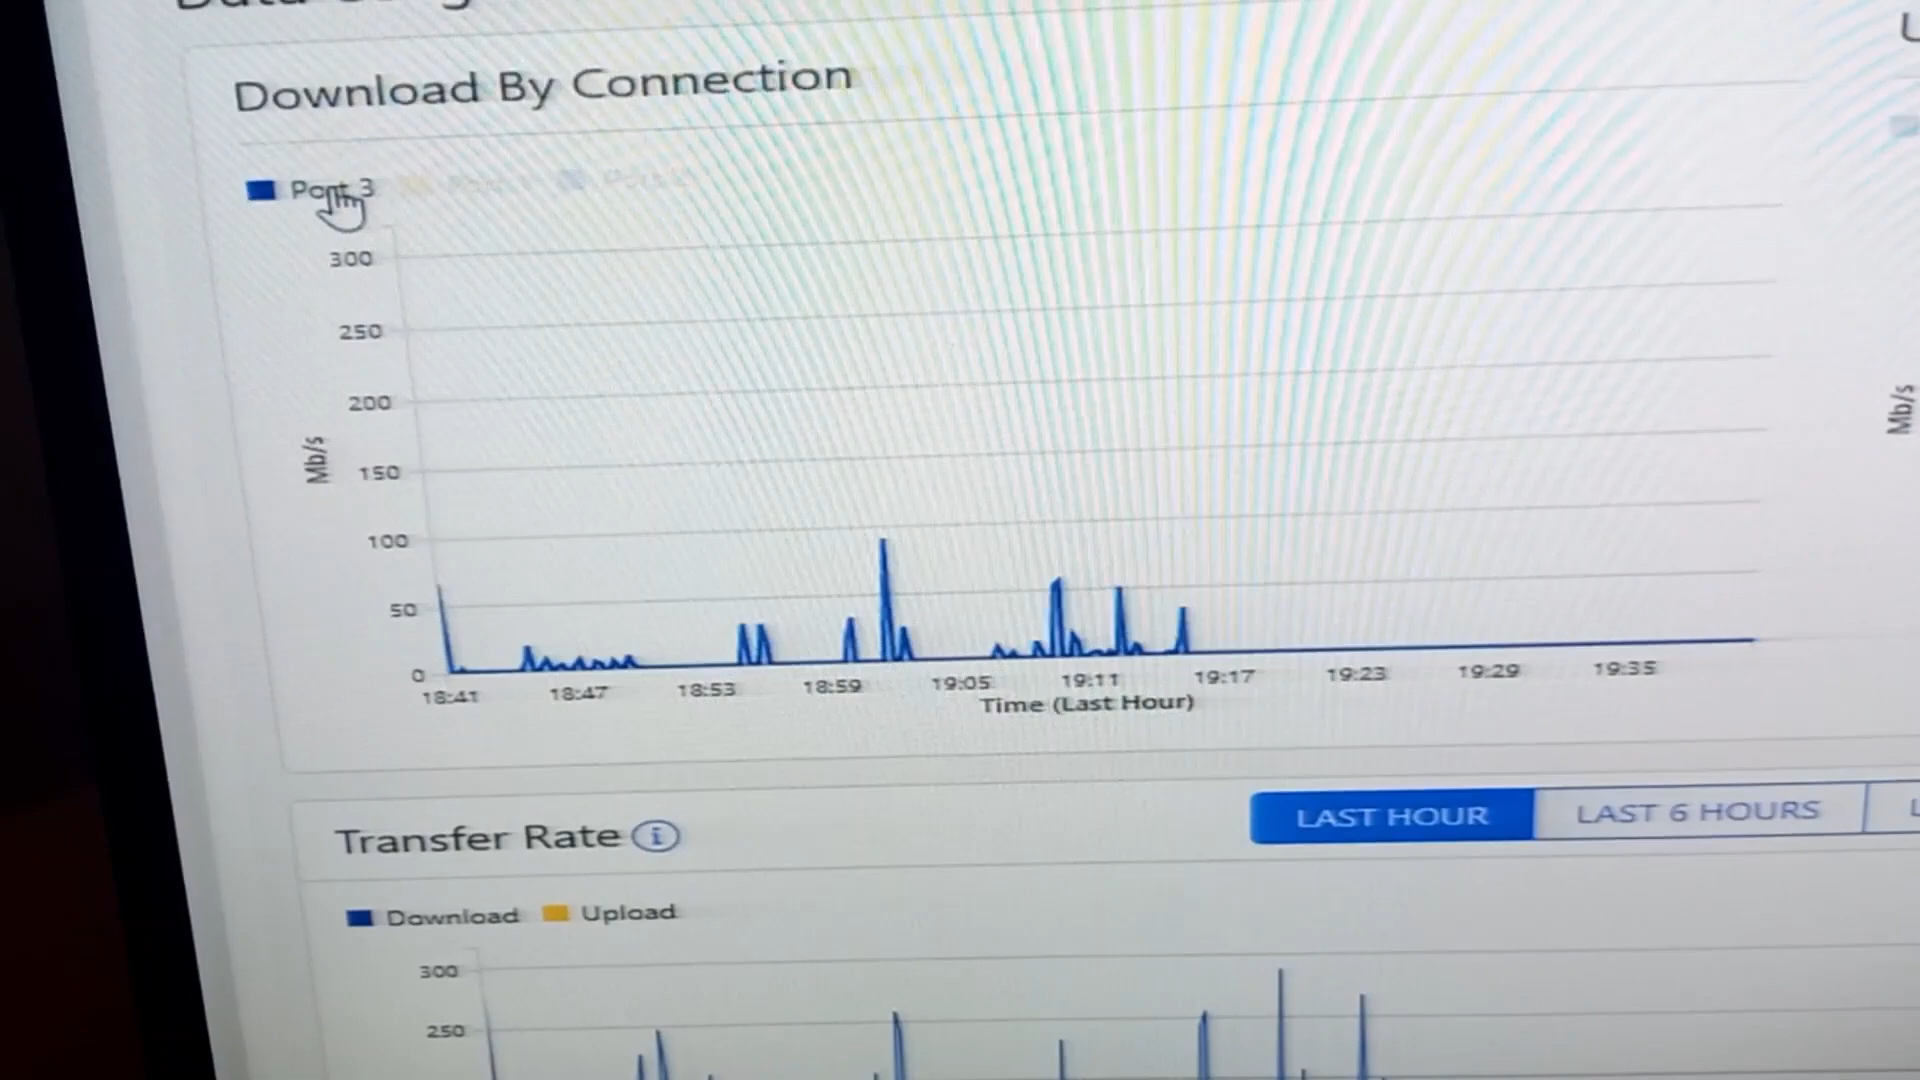 Download By Connection
Port 3
300
250
200
150
100
50
0
Mb/s
18:41 18:47 18:53 18:59 19:05 19:11 19:17 19:23 19:29 19:35
Time (Last Hour)
Mb/s
Transfer Rate i
LAST HOUR LAST 6 HOURS
Download Upload
300
250